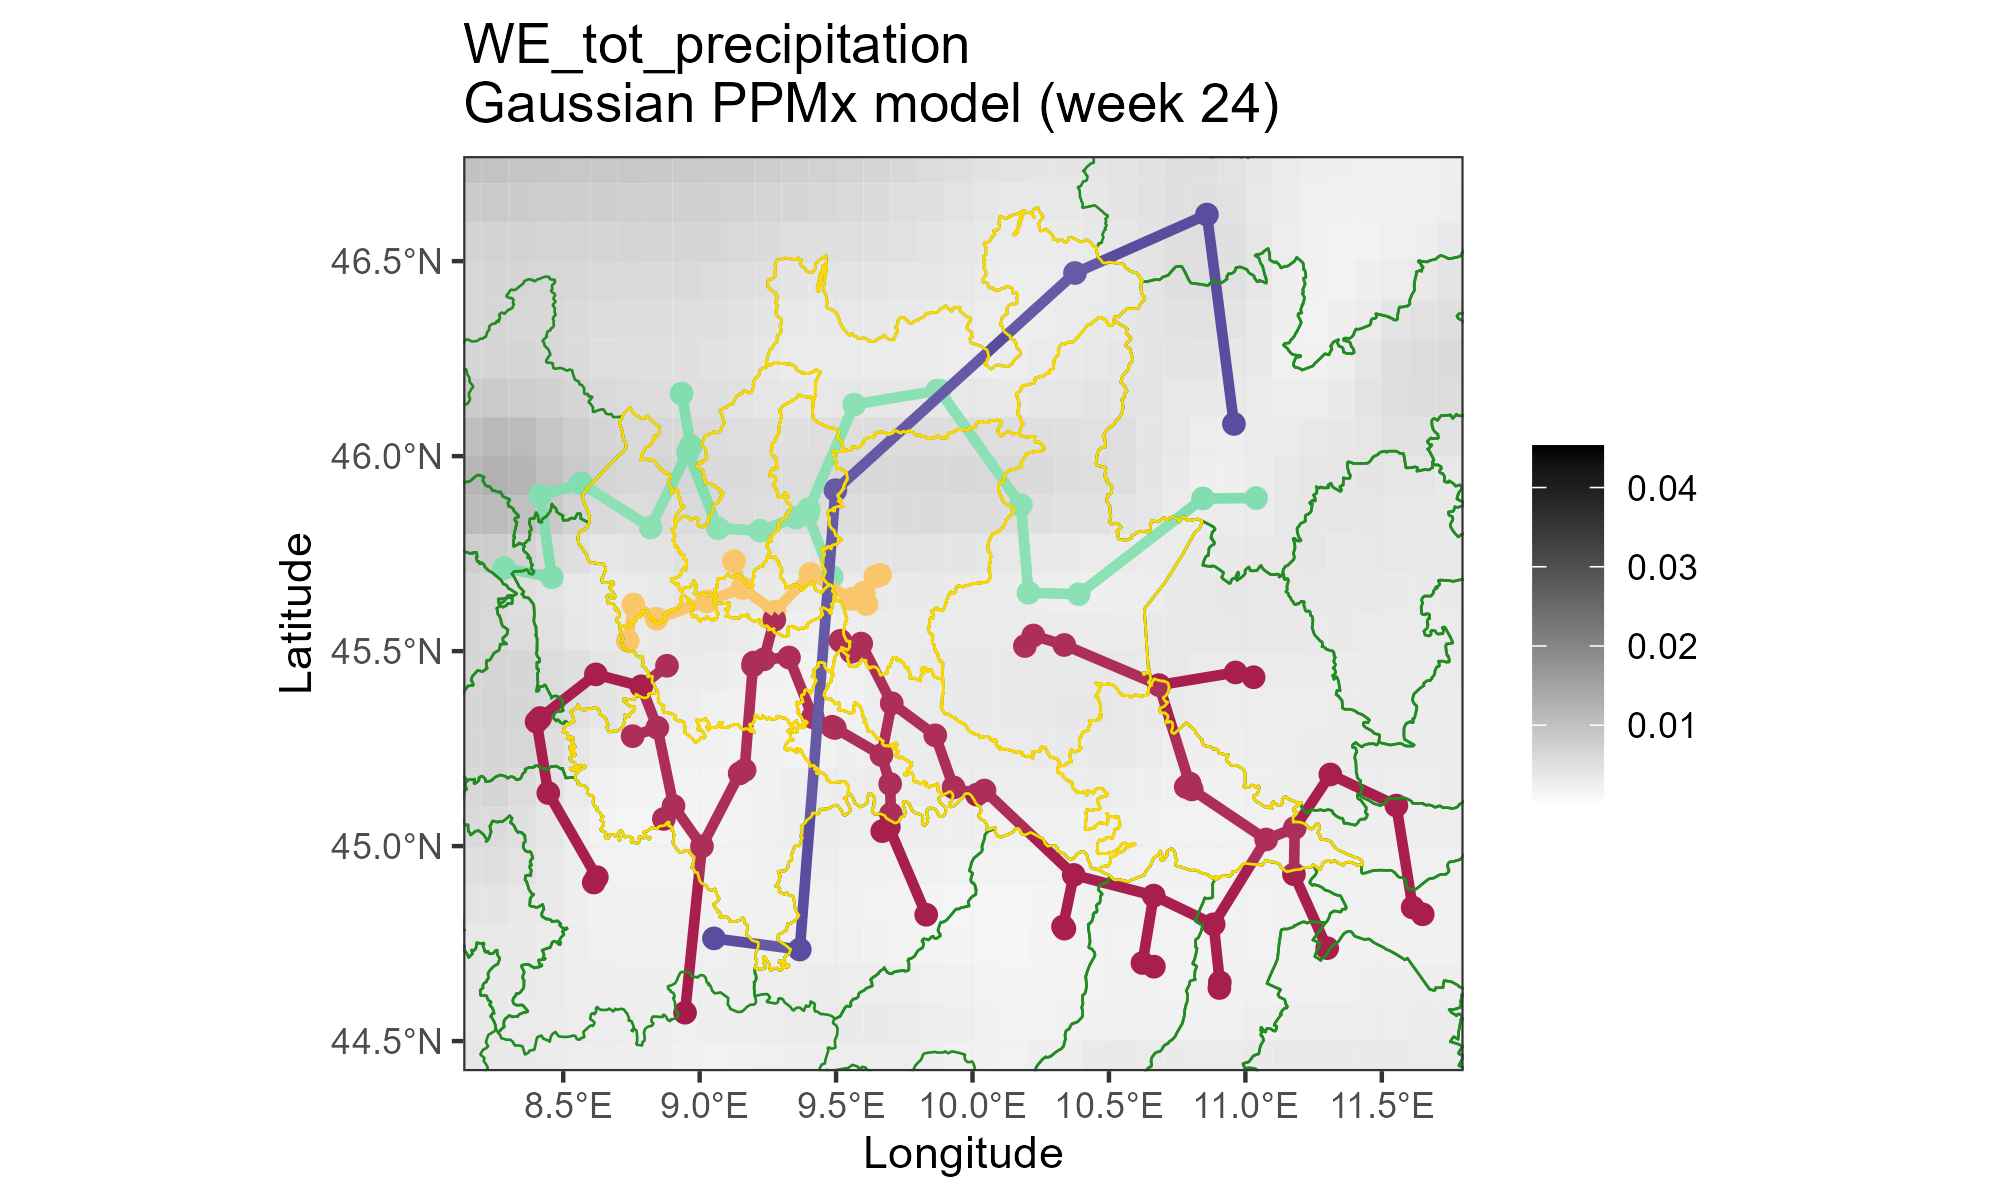 WE_tot_precipitation
Gaussian PPMx model (week 24)
46.5°N
46.0°N
45.5°N
45.0°N
44.5°N
Latitude
8.5°E
9.0°E
9.5°E
10.0°E
10.5°E
11.0°E
11.5°E
Longitude
0.04
0.03
0.02
0.01